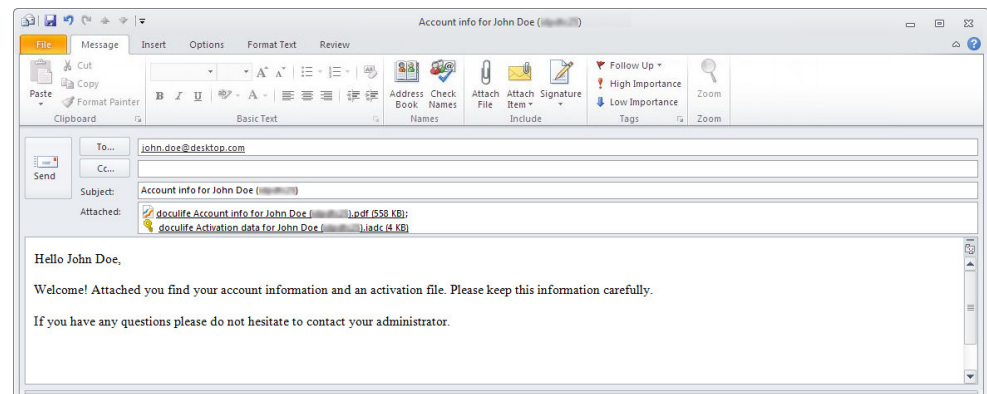 Account info for John Doe ( )
File Message Insert Options Format Text Review
Paste
Cut
Copy
Format Painter
Clipboard
B I U
A A
A
Basic Text
Address Book
Check Names
Names
Attach File
Attach Item
Signature
Include
Follow Up
High Importance
Low Importance
Tags
Zoom
Zoom
Send
To... john.doe@desktop.com
Cc...
Subject: Account info for John Doe ( )
Attached: doculife Account info for John Doe ( ).pdf (558 KB);
doculife Activation data for John Doe ( ).iadc (4 KB)
Hello John Doe,
Welcome! Attached you find your account information and an activation file. Please keep this information carefully.
If you have any questions please do not hesitate to contact your administrator.